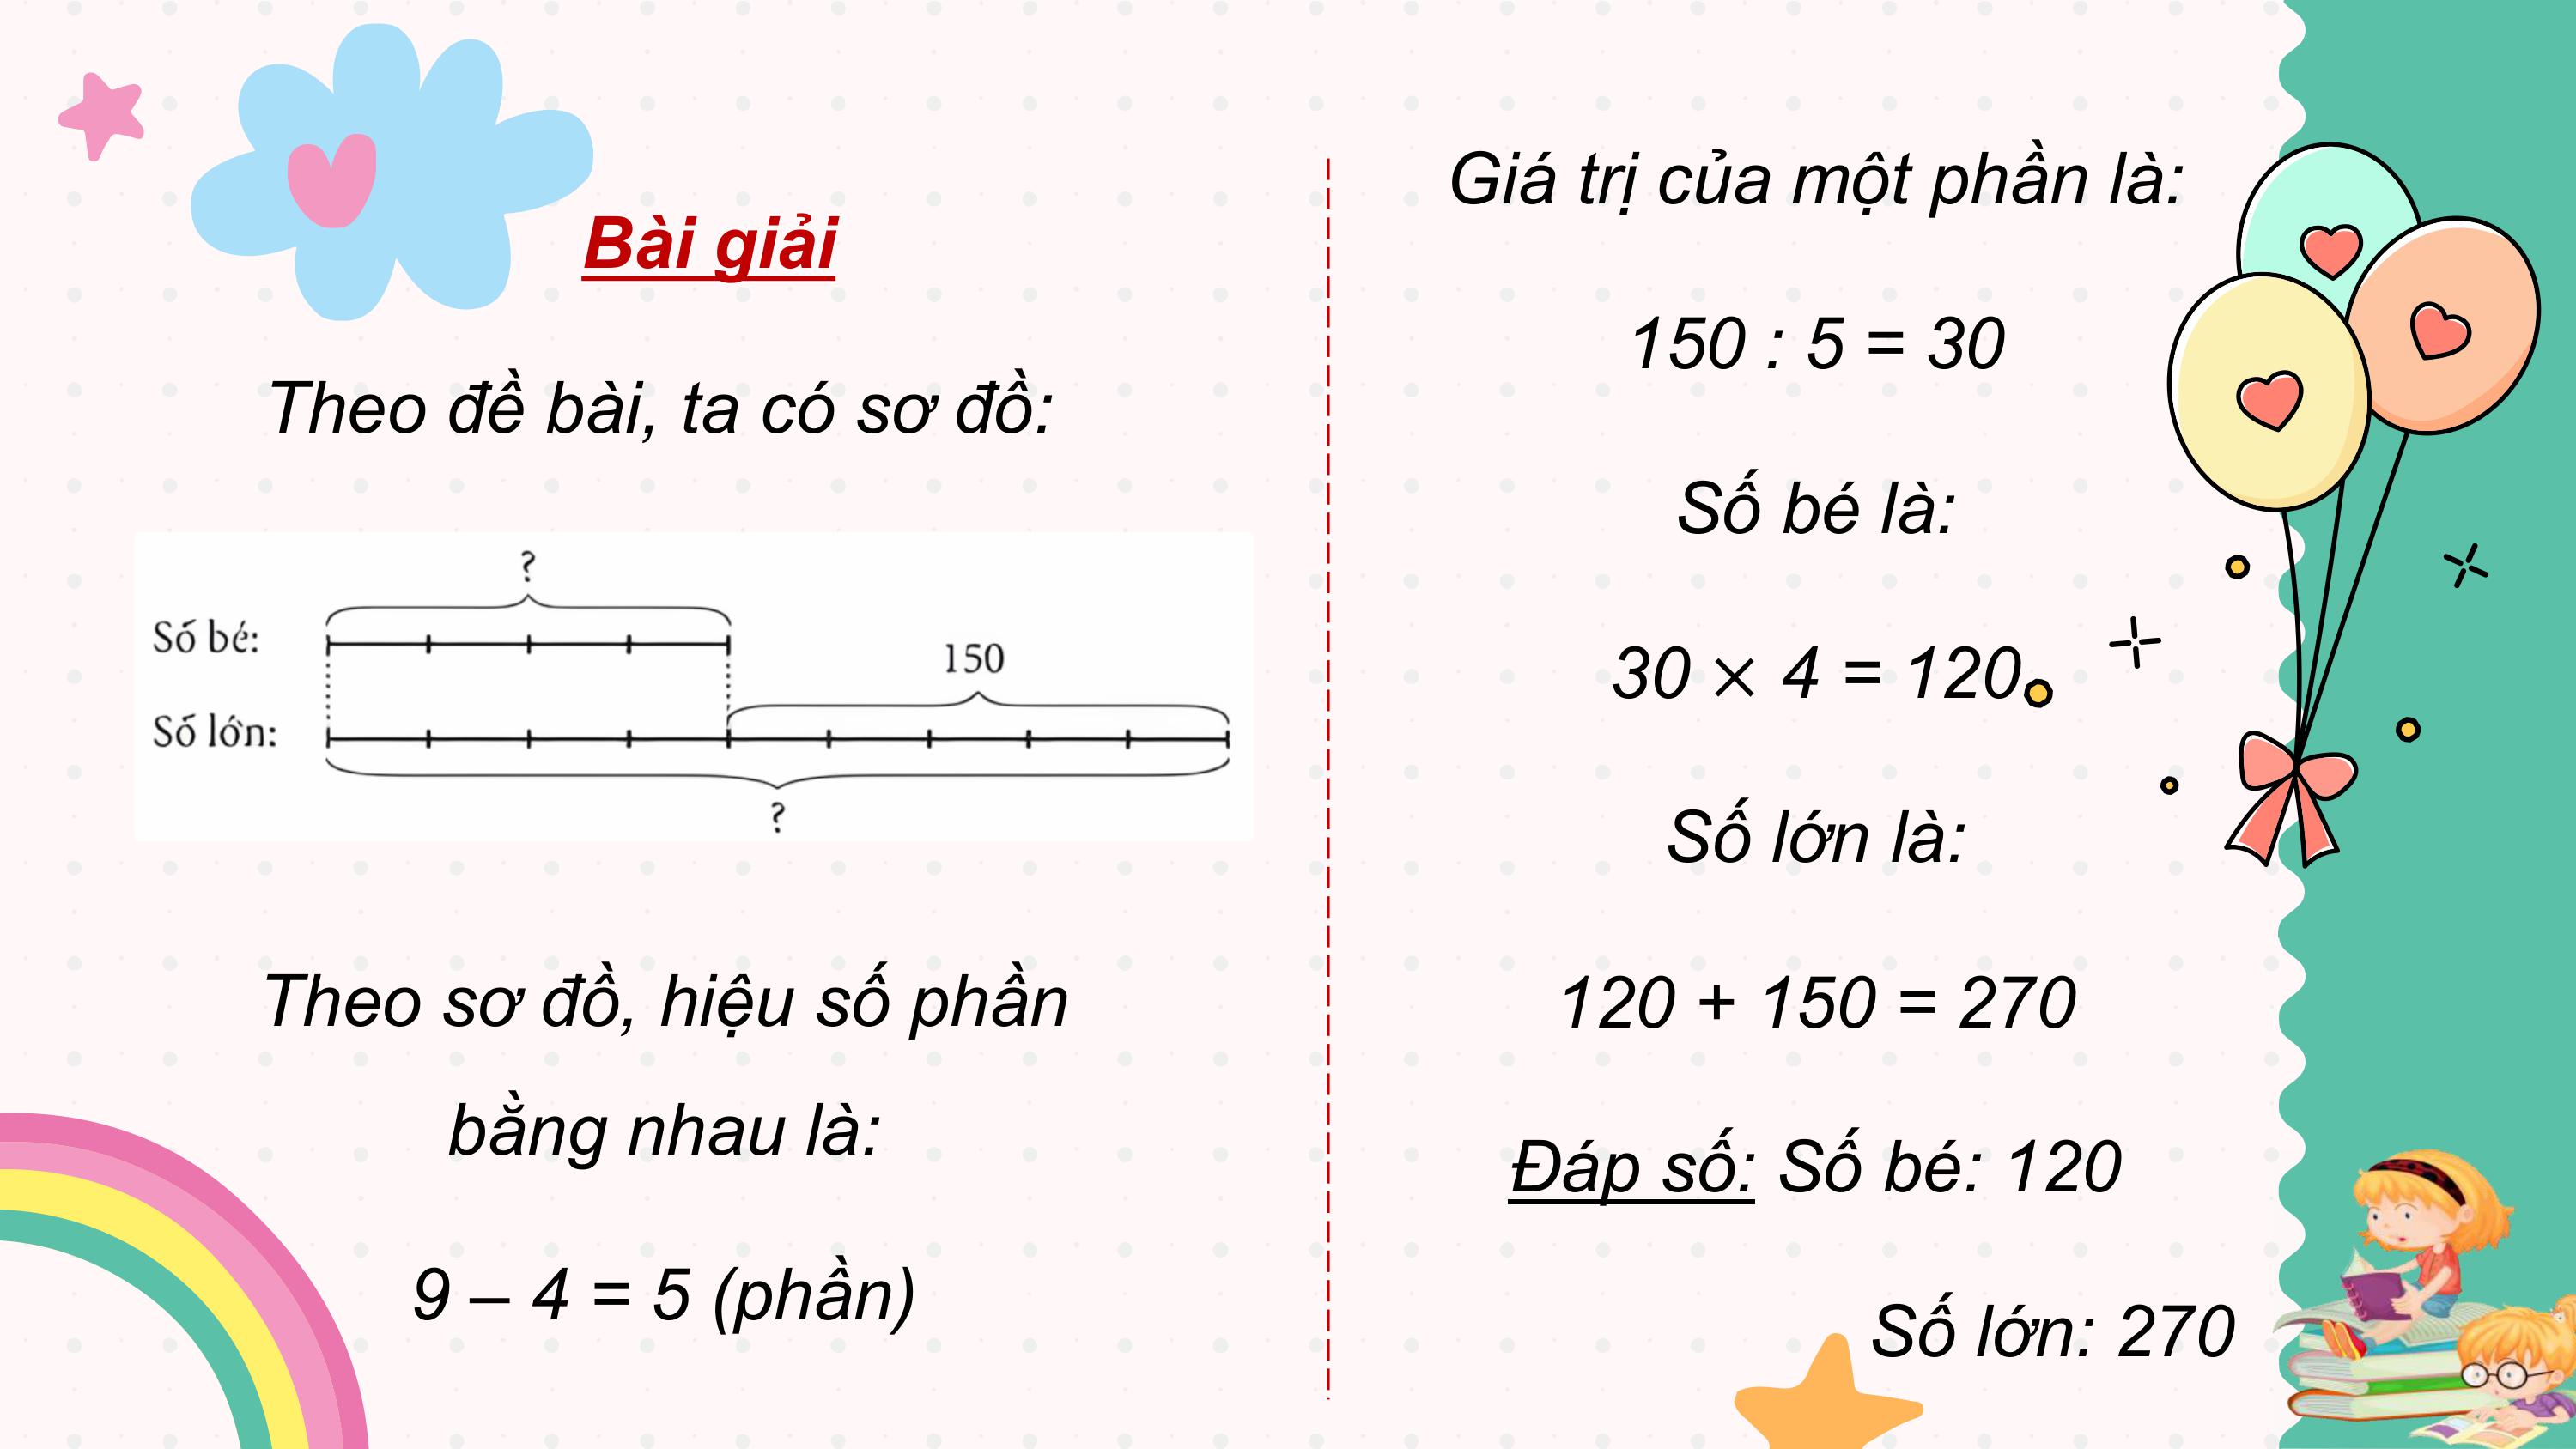 Bài giải
Theo đề bài, ta có sơ đồ:
?
Số bé:
150
Số lớn:
?
Theo sơ đồ, hiệu số phần
bằng nhau là:
9 – 4 = 5 (phần)
Giá trị của một phần là:
150 : 5 = 30
Số bé là:
30 × 4 = 120
Số lớn là:
120 + 150 = 270
Đáp số: Số bé: 120
Số lớn: 270